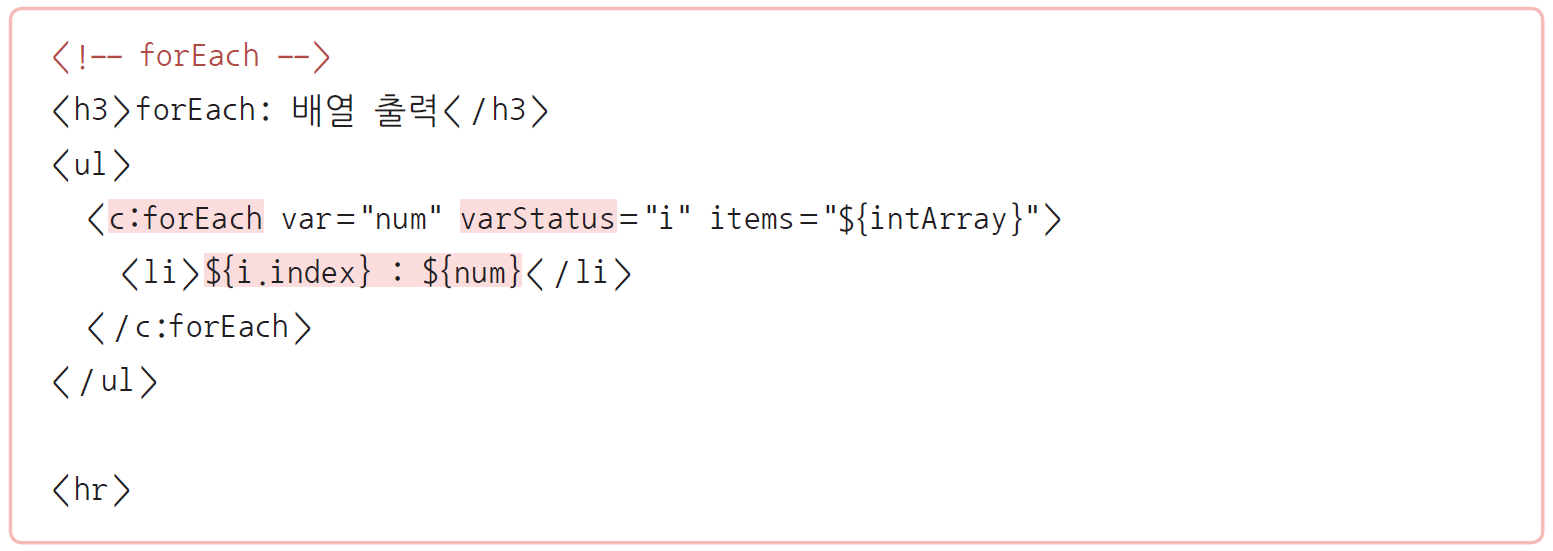 <!-- forEach -->
<h3>forEach: 배열 출력</h3>
<ul>
<c:forEach var="num" varStatus="i" items="${intArray}">
<li>${i.index} : ${num}</li>
</c:forEach>
</ul>
<hr>